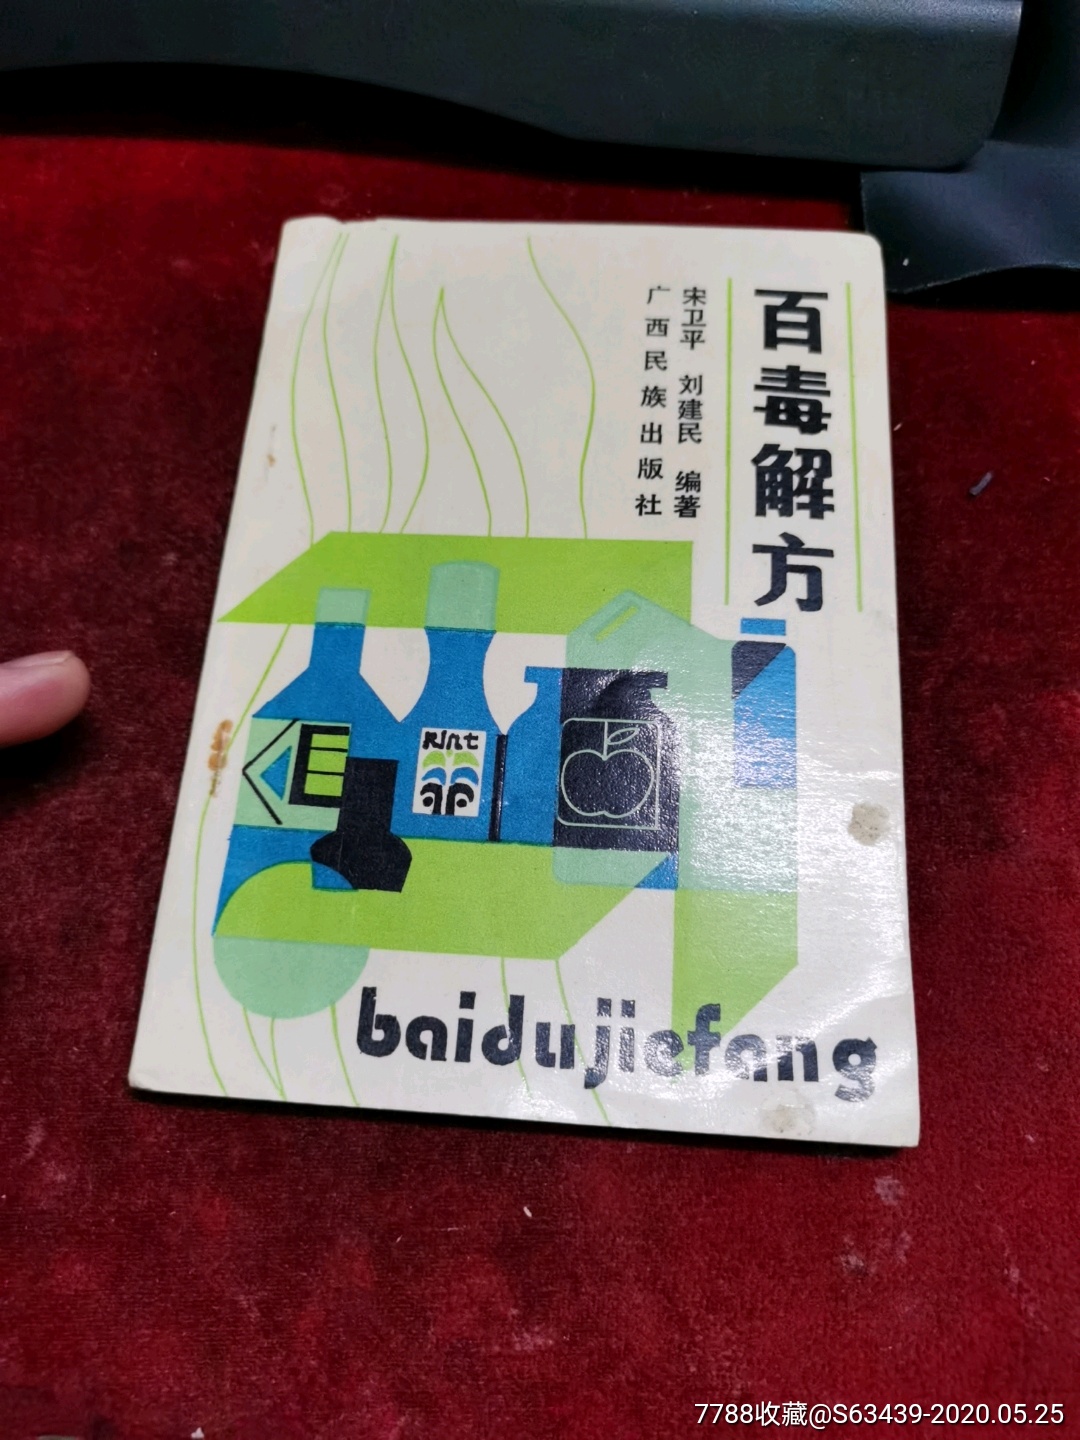 百毒解方
宋卫平 刘建民 编著
广西民族出版社
Rint
baidujiefang
7788收藏@S63439-2020.05.25